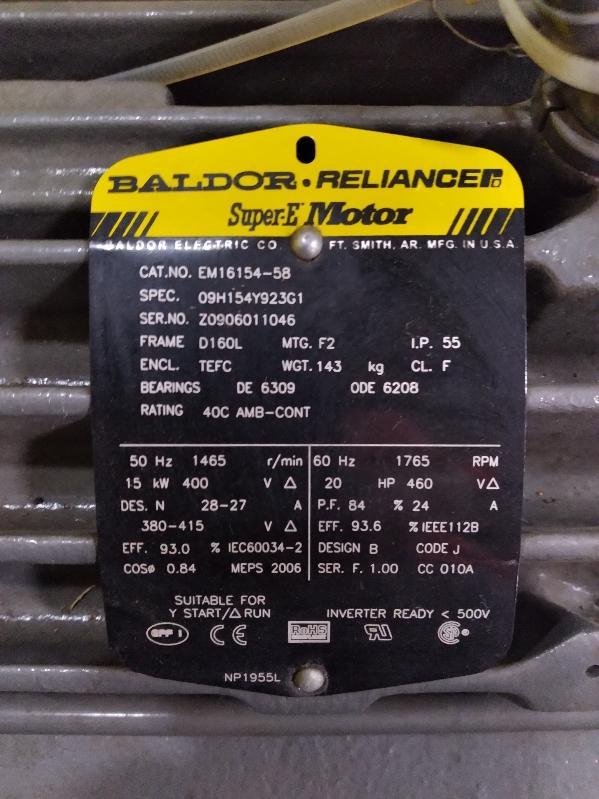 BALDOR · RELIANCE
Super-E Motor
BALDOR ELECTRIC CO FT. SMITH, AR. MFG. IN U.S.A.
CAT.NO. EM16154-58
SPEC. 09H154Y923G1
SER.NO. Z0906011046
FRAME D160L MTG. F2 I.P. 55
ENCL. TEFC WGT. 143 kg CL. F
BEARINGS DE 6309 ODE 6208
RATING 40C AMB-CONT
50 Hz 1465 r/min 60 Hz 1765 RPM
15 kW 400 V Δ 20 HP 460 V Δ
DES. N 28-27 A P.F. 84 % 24 A
380-415 V Δ EFF. 93.6 % IEEE112B
EFF. 93.0 % IEC60034-2 DESIGN B CODE J
COSø 0.84 MEPS 2006 SER. F. 1.00 CC 010A
SUITABLE FOR
Y START/Δ RUN INVERTER READY < 500V
EFF 1 CE RoHS
NP1955L